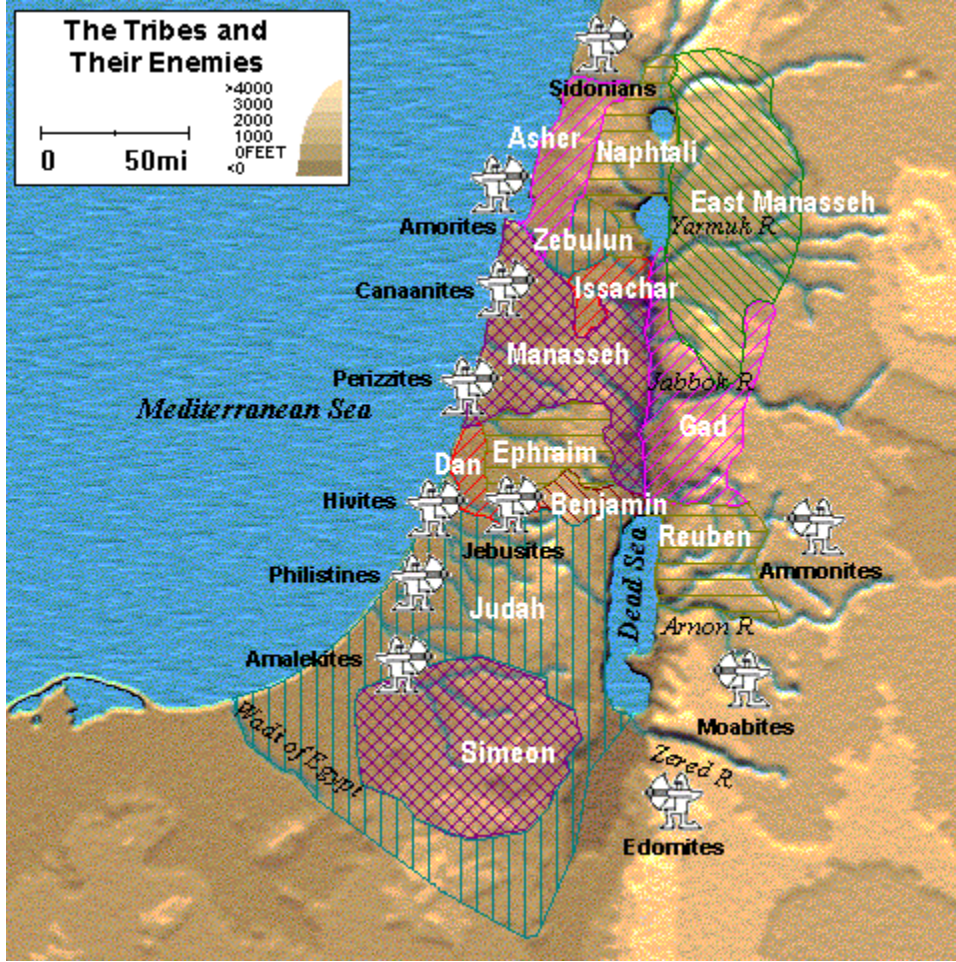 The Tribes and
Their Enemies
>4000
3000
2000
1000
0FEET
<0
0 50mi
Sidonians
Asher
Naphtali
East Manasseh
Amorites
Yarmuk R
Zebulun
Canaanites
Issachar
Manasseh
Perizzites
Jabbok R
Mediterranean Sea
Gad
Ephraim
Dan
Hivites
Benjamin
Reuben
Jebusites
Ammonites
Philistines
Dead Sea
Judah
Arnon R
Amalekites
Moabites
Wadi of Egypt
Simeon
Zered R
Edomites